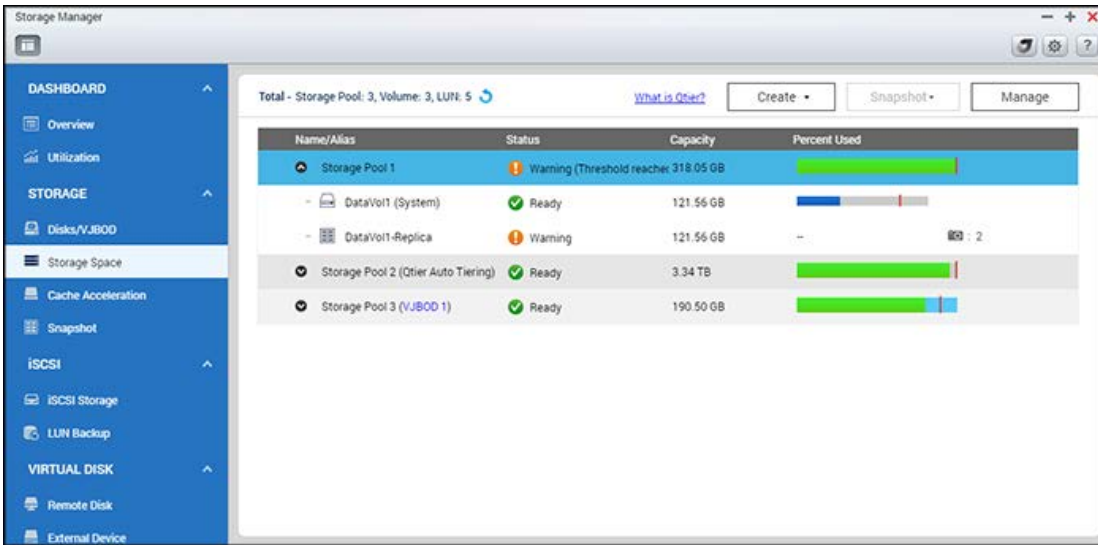 Storage Manager
DASHBOARD
Overview
Utilization
STORAGE
Disks/VJBOD
Storage Space
Cache Acceleration
Snapshot
iSCSI
iSCSI Storage
LUN Backup
VIRTUAL DISK
Remote Disk
External Device
Total - Storage Pool: 3, Volume: 3, LUN: 5
What is Qtier?
Create
Snapshot
Manage
Name/Alias Status Capacity Percent Used
Storage Pool 1 Warning (Threshold reache 318.05 GB
DataVol1 (System) Ready 121.56 GB
DataVol1-Replica Warning 121.56 GB -- : 2
Storage Pool 2 (Qtier Auto Tiering) Ready 3.34 TB
Storage Pool 3 (VJBOD 1) Ready 190.50 GB